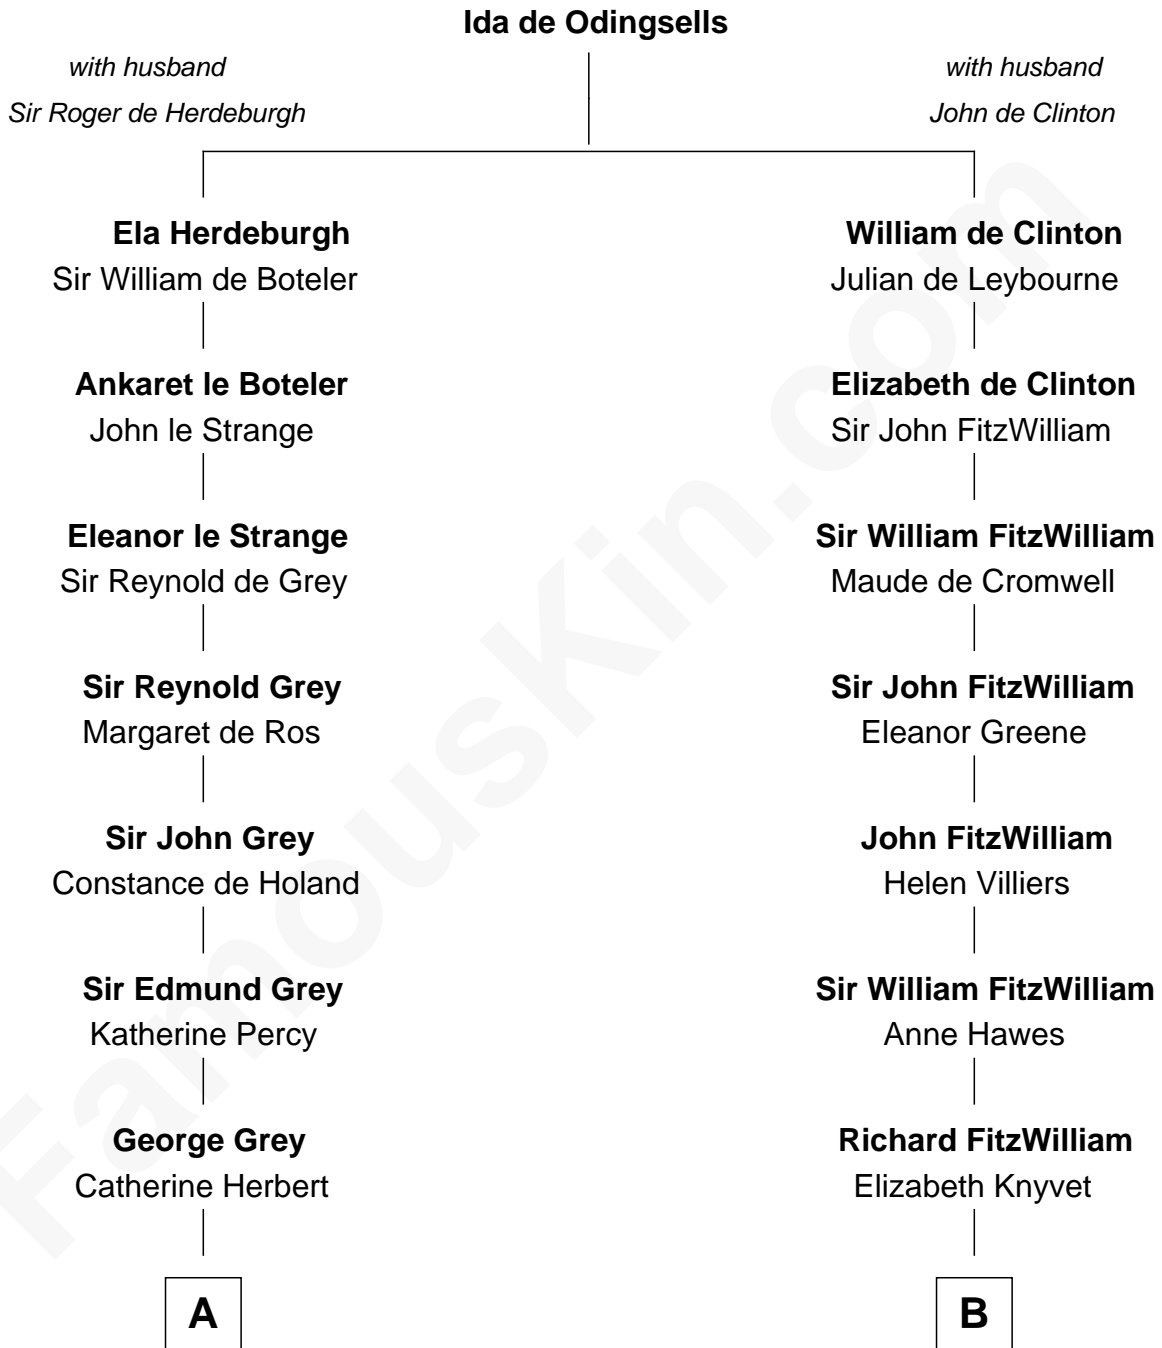 Ida de Odingsells
with husband
Sir Roger de Herdeburgh
with husband
John de Clinton
Ela Herdeburgh
Sir William de Boteler
William de Clinton
Julian de Leybourne
Ankaret le Boteler
John le Strange
Elizabeth de Clinton
Sir John FitzWilliam
Eleanor le Strange
Sir Reynold de Grey
Sir William FitzWilliam
Maude de Cromwell
Sir Reynold Grey
Margaret de Ros
Sir John FitzWilliam
Eleanor Greene
Sir John Grey
Constance de Holand
John FitzWilliam
Helen Villiers
Sir Edmund Grey
Katherine Percy
Sir William FitzWilliam
Anne Hawes
George Grey
Catherine Herbert
Richard FitzWilliam
Elizabeth Knyvet
A
B
FamousKin.com